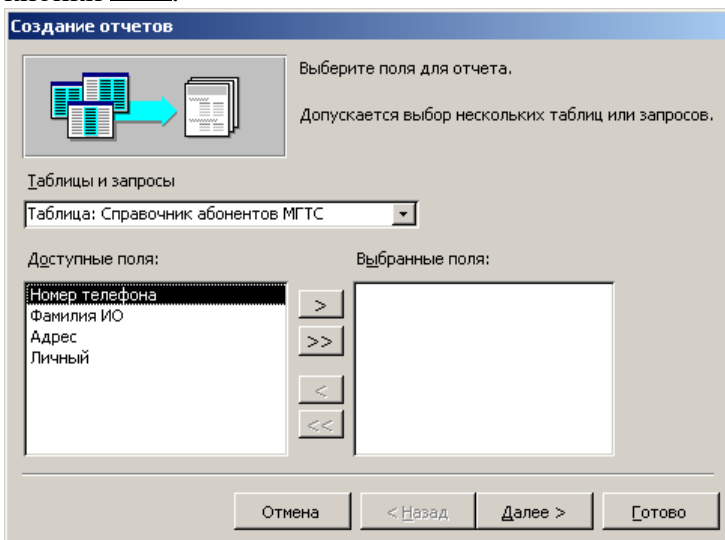 Создание отчетов
Выберите поля для отчета.
Допускается выбор нескольких таблиц или запросов.
Таблицы и запросы
Таблица: Справочник абонентов МГТС
Доступные поля:
Выбранные поля:
Номер телефона
Фамилия ИО
Адрес
Личный
>
>>
<
<<
Отмена
< Назад
Далее >
Готово